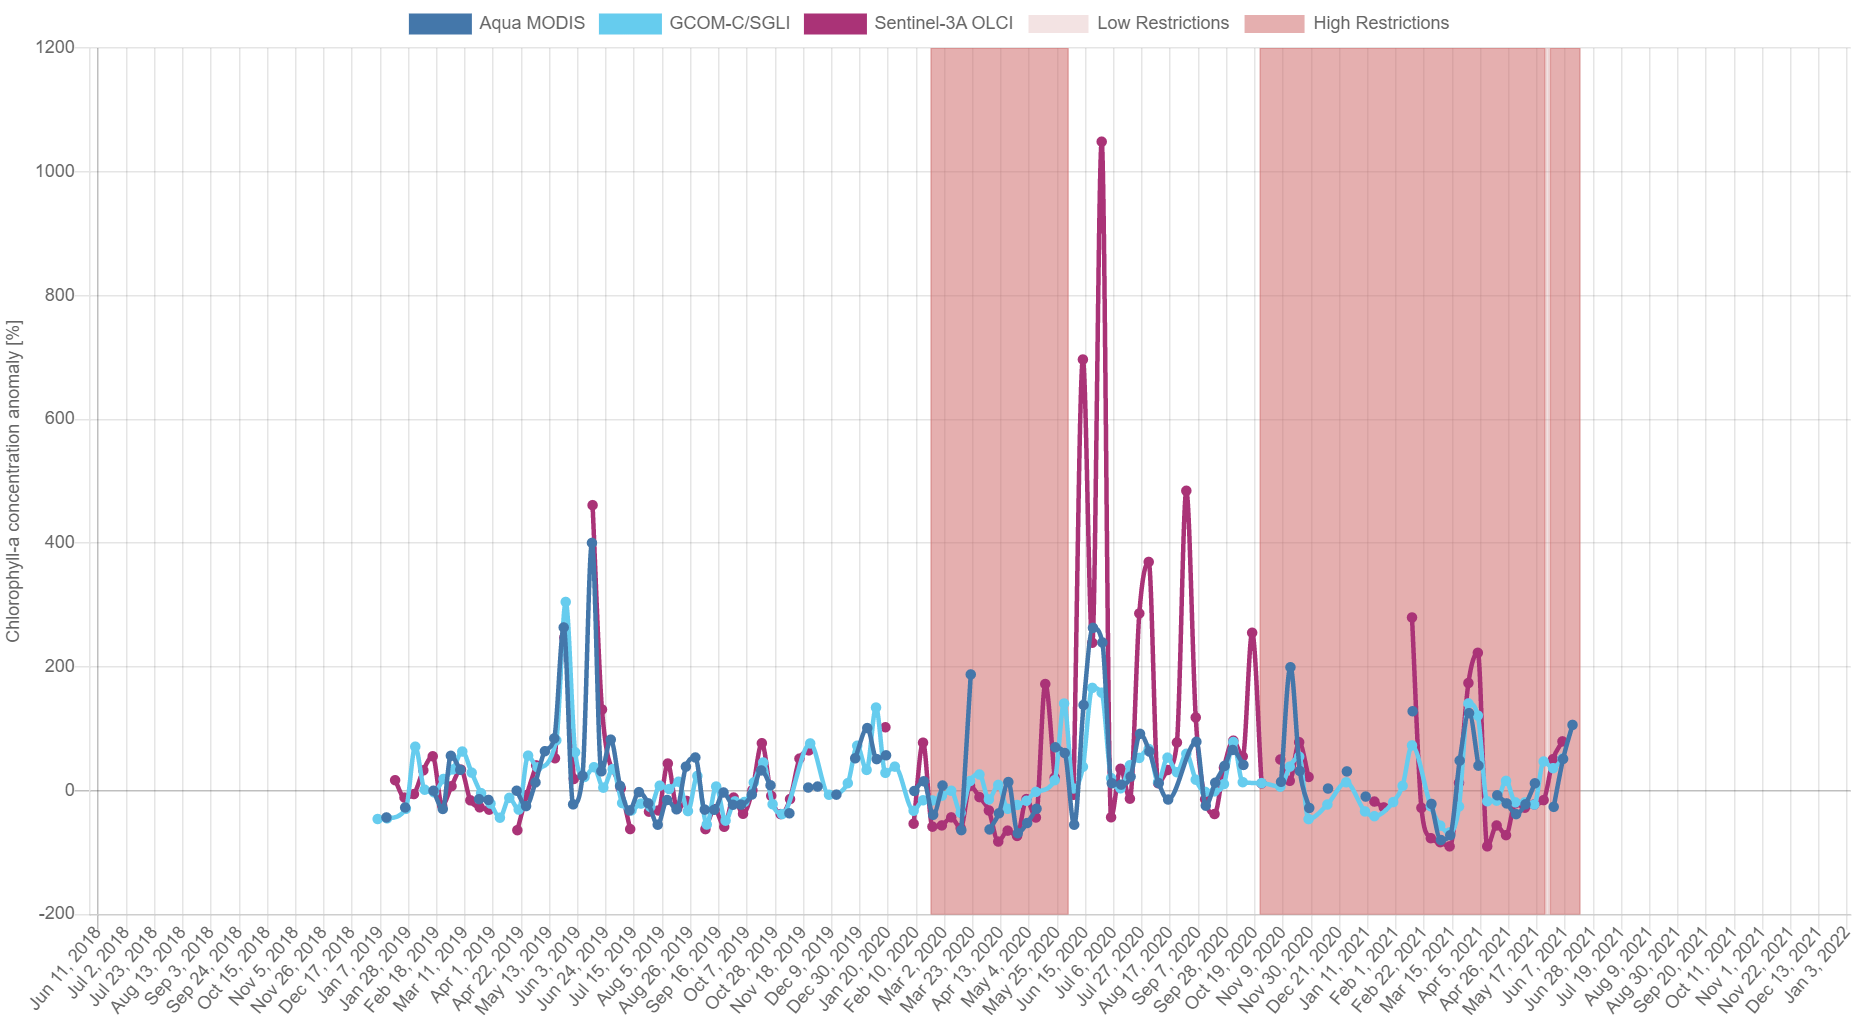 Aqua MODIS GCOM-C/SGLI Sentinel-3A OLCI Low Restrictions High Restrictions
Chlorophyll-a concentration anomaly [%]
1200
1000
800
600
400
200
0
-200
Jun 11, 2018
Jul 2, 2018
Jul 23, 2018
Aug 13, 2018
Sep 3, 2018
Sep 24, 2018
Oct 15, 2018
Nov 5, 2018
Nov 26, 2018
Dec 17, 2018
Jan 7, 2019
Jan 28, 2019
Feb 18, 2019
Mar 11, 2019
Apr 1, 2019
Apr 22, 2019
May 13, 2019
Jun 3, 2019
Jun 24, 2019
Jul 15, 2019
Aug 5, 2019
Aug 26, 2019
Sep 16, 2019
Oct 7, 2019
Oct 28, 2019
Nov 18, 2019
Dec 9, 2019
Dec 30, 2019
Jan 20, 2020
Feb 10, 2020
Mar 2, 2020
Mar 23, 2020
Apr 13, 2020
May 4, 2020
May 25, 2020
Jun 15, 2020
Jul 6, 2020
Jul 27, 2020
Aug 17, 2020
Sep 7, 2020
Sep 28, 2020
Oct 19, 2020
Nov 9, 2020
Nov 30, 2020
Dec 21, 2020
Jan 11, 2021
Feb 1, 2021
Feb 22, 2021
Mar 15, 2021
Apr 5, 2021
Apr 26, 2021
May 17, 2021
Jun 7, 2021
Jun 28, 2021
Jul 19, 2021
Aug 9, 2021
Aug 30, 2021
Sep 20, 2021
Oct 11, 2021
Nov 1, 2021
Nov 22, 2021
Dec 13, 2021
Jan 3, 2022